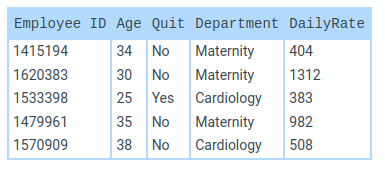 Employee ID Age Quit Department DailyRate
1415194 34 No Maternity 404
1620383 30 No Maternity 1312
1533398 25 Yes Cardiology 383
1479961 35 No Maternity 982
1570909 38 No Cardiology 508